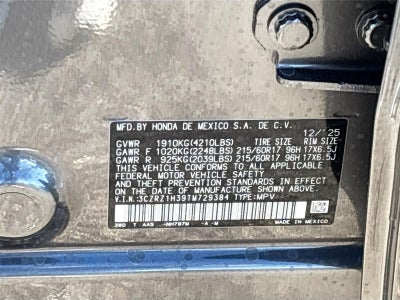 MFD.BY HONDA DE MEXICO S.A. DE C.V.
12/'25
GVWR 1910KG(4210LBS) TIRE SIZE RIM SIZE
GAWR F 1020KG(2248LBS) 215/60R17 96H 17X6.5J
GAWR R 925KG(2039LBS) 215/60R17 96H 17X6.5J
THIS VEHICLE CONFORMS TO ALL APPLICABLE
FEDERAL MOTOR VEHICLE SAFETY
AND THEFT PREVENTION STANDARDS IN EFFECT
ON THE DATE OF MANUFACTURE SHOWN ABOVE.
V.I.N.:3CZRZ1H39TM729384 TYPE:MPV
MADE IN MEXICO
-NH797M -A -M